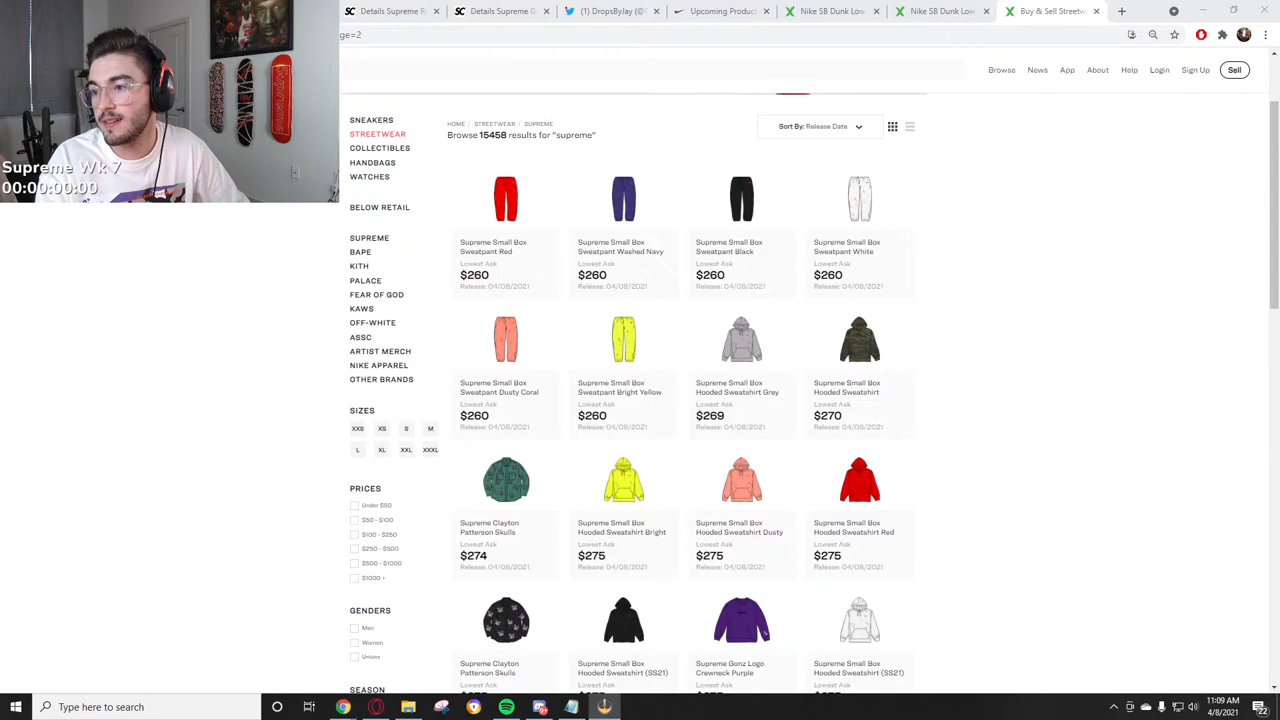 Details Supreme R
Details Supreme G
(1) DropsByJay (@
Upcoming Product
Nike SB Dunk Low
Nike SB Dunk Low
Buy & Sell Streetw
ge=2
Browse
News
App
About
Help
Login
Sign Up
Sell
Supreme
Supreme Wk 7
00:00:00:00
SNEAKERS
STREETWEAR
COLLECTIBLES
HANDBAGS
WATCHES
BELOW RETAIL
SUPREME
BAPE
KITH
PALACE
FEAR OF GOD
KAWS
OFF-WHITE
ASSC
ARTIST MERCH
NIKE APPAREL
OTHER BRANDS
SIZES
XXS XS S M
L XL XXL XXXL
PRICES
Under $50
$50 - $100
$100 - $250
$250 - $500
$500 - $1000
$1000 +
GENDERS
Men
Women
Unisex
SEASON
HOME / STREETWEAR / SUPREME
Browse 15458 results for "supreme"
Sort By: Release Date
Supreme Small Box
Sweatpant Red
Lowest Ask
$260
Release: 04/08/2021
Supreme Small Box
Sweatpant Washed Navy
Lowest Ask
$260
Release: 04/08/2021
Supreme Small Box
Sweatpant Black
Lowest Ask
$260
Release: 04/08/2021
Supreme Small Box
Sweatpant White
Lowest Ask
$260
Release: 04/08/2021
Supreme Small Box
Sweatpant Dusty Coral
Lowest Ask
$260
Release: 04/08/2021
Supreme Small Box
Sweatpant Bright Yellow
Lowest Ask
$260
Release: 04/08/2021
Supreme Small Box
Hooded Sweatshirt Grey
Lowest Ask
$269
Release: 04/08/2021
Supreme Small Box
Hooded Sweatshirt
Lowest Ask
$270
Release: 04/08/2021
Supreme Clayton
Patterson Skulls
Lowest Ask
$274
Release: 04/08/2021
Supreme Small Box
Hooded Sweatshirt Bright
Lowest Ask
$275
Release: 04/08/2021
Supreme Small Box
Hooded Sweatshirt Dusty
Lowest Ask
$275
Release: 04/08/2021
Supreme Small Box
Hooded Sweatshirt Red
Lowest Ask
$275
Release: 04/08/2021
Supreme Clayton
Patterson Skulls
Lowest Ask
Supreme Small Box
Hooded Sweatshirt (SS21)
Lowest Ask
Supreme Gonz Logo
Crewneck Purple
Lowest Ask
Supreme Small Box
Hooded Sweatshirt (SS21)
Lowest Ask
Type here to search
11:09 AM
4/8/2021